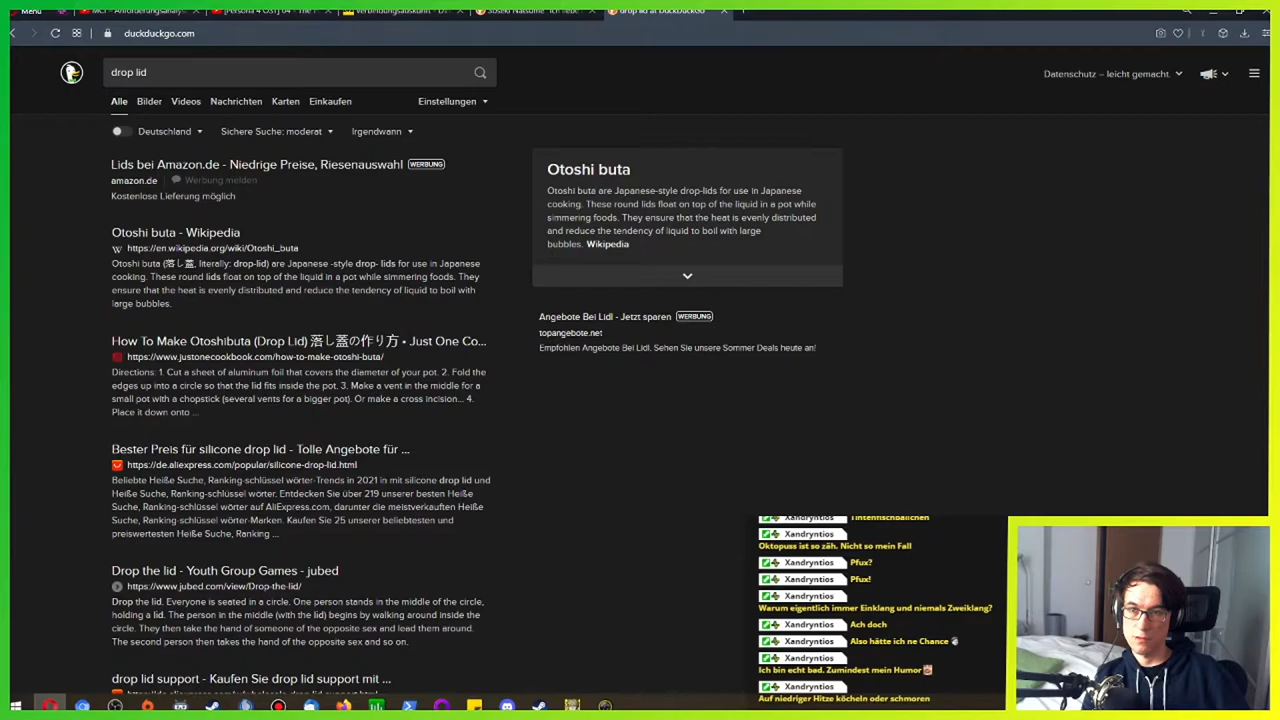 Menu
duckduckgo.com
drop lid at DuckDuckGo
drop lid
Datenschutz – leicht gemacht.
Alle Bilder Videos Nachrichten Karten Einkaufen Einstellungen
Deutschland Sichere Suche: moderat Irgendwann
Lids bei Amazon.de - Niedrige Preise, Riesenauswahl WERBUNG
amazon.de Werbung melden
Kostenlose Lieferung möglich
Otoshi buta - Wikipedia
https://en.wikipedia.org/wiki/Otoshi_buta
Otoshi buta (落し蓋, literally: drop-lid) are Japanese -style drop- lids for use in Japanese
cooking. These round lids float on top of the liquid in a pot while simmering foods. They
ensure that the heat is evenly distributed and reduce the tendency of liquid to boil with
large bubbles.
How To Make Otoshibuta (Drop Lid) 落し蓋の作り方 • Just One Co...
https://www.justonecookbook.com/how-to-make-otoshi-buta/
Directions: 1. Cut a sheet of aluminum foil that covers the diameter of your pot. 2. Fold the
edges up into a circle so that the lid fits inside the pot. 3. Make a vent in the middle for a
small pot with a chopstick (several vents for a bigger pot). Or make a cross incision... 4.
Place it down onto ...
Bester Preis für silicone drop lid - Tolle Angebote für ...
https://de.aliexpress.com/popular/silicone-drop-lid.html
Beliebte Heiße Suche, Ranking-schlüssel wörter-Trends in 2021 in mit silicone drop lid und
Heiße Suche, Ranking-schlüssel wörter. Entdecken Sie über 219 unserer besten Heiße
Suche, Ranking-schlüssel wörter auf AliExpress.com, darunter die meistverkauften Heiße
Suche, Ranking-schlüssel wörter-Marken. Kaufen Sie 25 unserer beliebtesten und
preiswertesten Heiße Suche, Ranking ...
Drop the lid - Youth Group Games - jubed
https://www.jubed.com/view/Drop-the-lid/
Drop the lid. Everyone is seated in a circle. One person stands in the middle of the circle,
holding a lid. The person in the middle (with the lid) begins by walking around inside the
circle. They then take the hand of someone of the opposite sex and lead them around.
The second person then takes the hand of the opposite sex and so on.
drop lid support - Kaufen Sie drop lid support mit ...
Otoshi buta
Otoshi buta are Japanese-style drop-lids for use in Japanese
cooking. These round lids float on top of the liquid in a pot while
simmering foods. They ensure that the heat is evenly distributed
and reduce the tendency of liquid to boil with large
bubbles. Wikipedia
Angebote Bei Lidl - Jetzt sparen WERBUNG
topangebote.net
Empfohlen Angebote Bei Lidl. Sehen Sie unsere Sommer Deals heute an!
Xandryntios Tintenfischbällchen
Xandryntios
Oktopuss ist so zäh. Nicht so mein Fall
Xandryntios Pfux?
Xandryntios Pfux!
Xandryntios
Warum eigentlich immer Einklang und niemals Zweiklang?
Xandryntios Ach doch
Xandryntios Also hätte ich ne Chance
Xandryntios
Ich bin echt bad. Zumindest mein Humor
Xandryntios
Auf niedriger Hitze köcheln oder schmoren